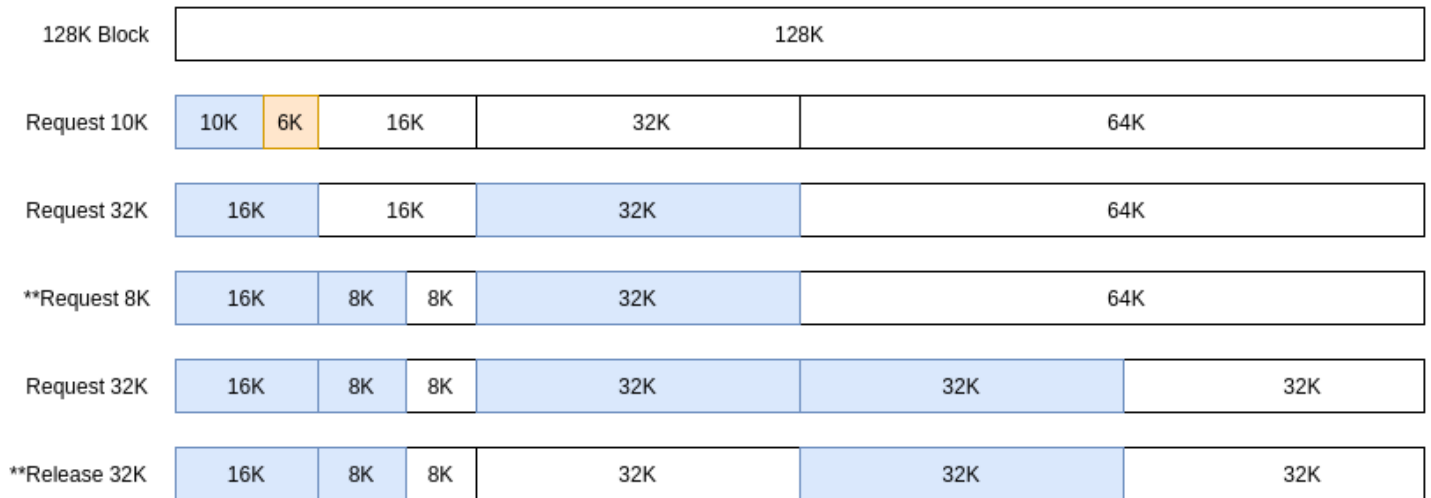 128K Block 128K
Request 10K 10K 6K 16K 32K 64K
Request 32K 16K 16K 32K 64K
**Request 8K 16K 8K 8K 32K 64K
Request 32K 16K 8K 8K 32K 32K 32K
**Release 32K 16K 8K 8K 32K 32K 32K